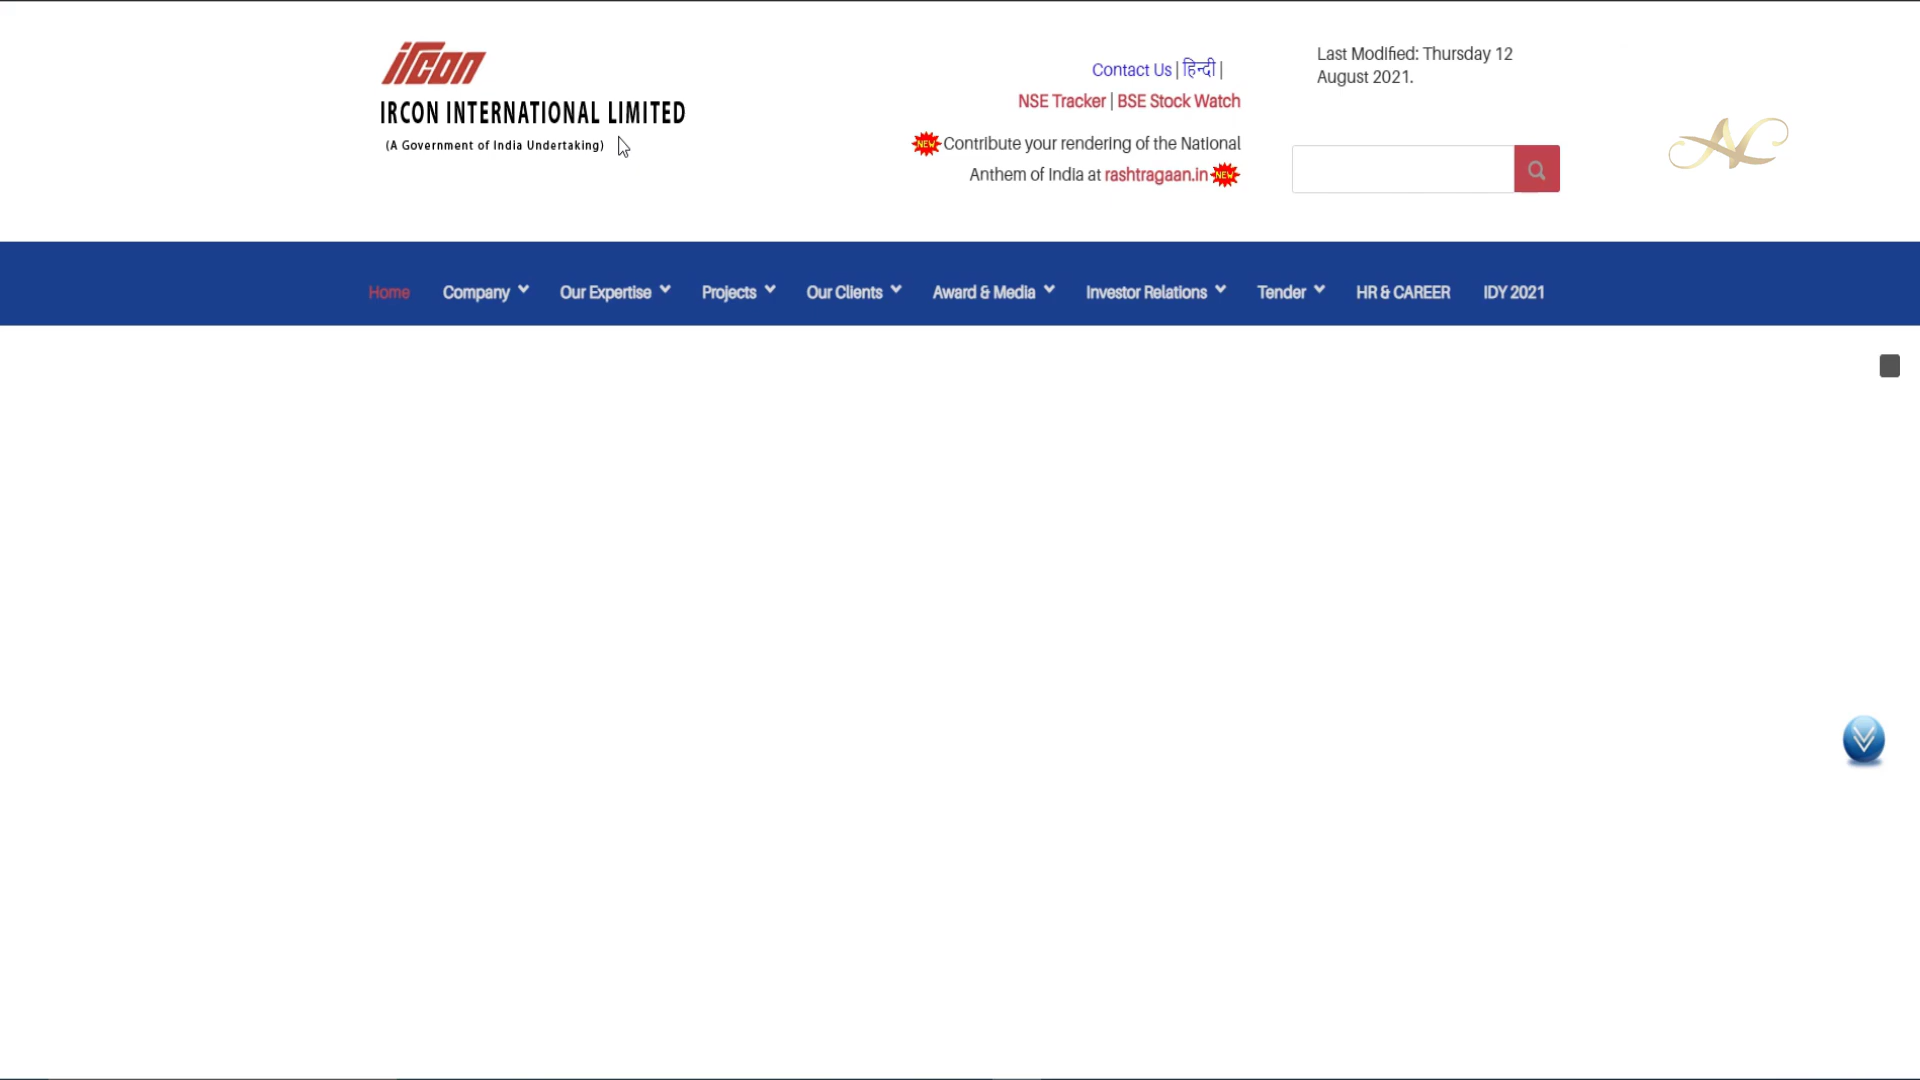 ircon
IRCON INTERNATIONAL LIMITED
(A Government of India Undertaking)
Contact Us | हिन्दी |
NSE Tracker | BSE Stock Watch
NEW Contribute your rendering of the National
Anthem of India at rashtragaan.in NEW
Last Modified: Thursday 12
August 2021.
AC
Home Company Our Expertise Projects Our Clients Award & Media Investor Relations Tender HR & CAREER IDY 2021